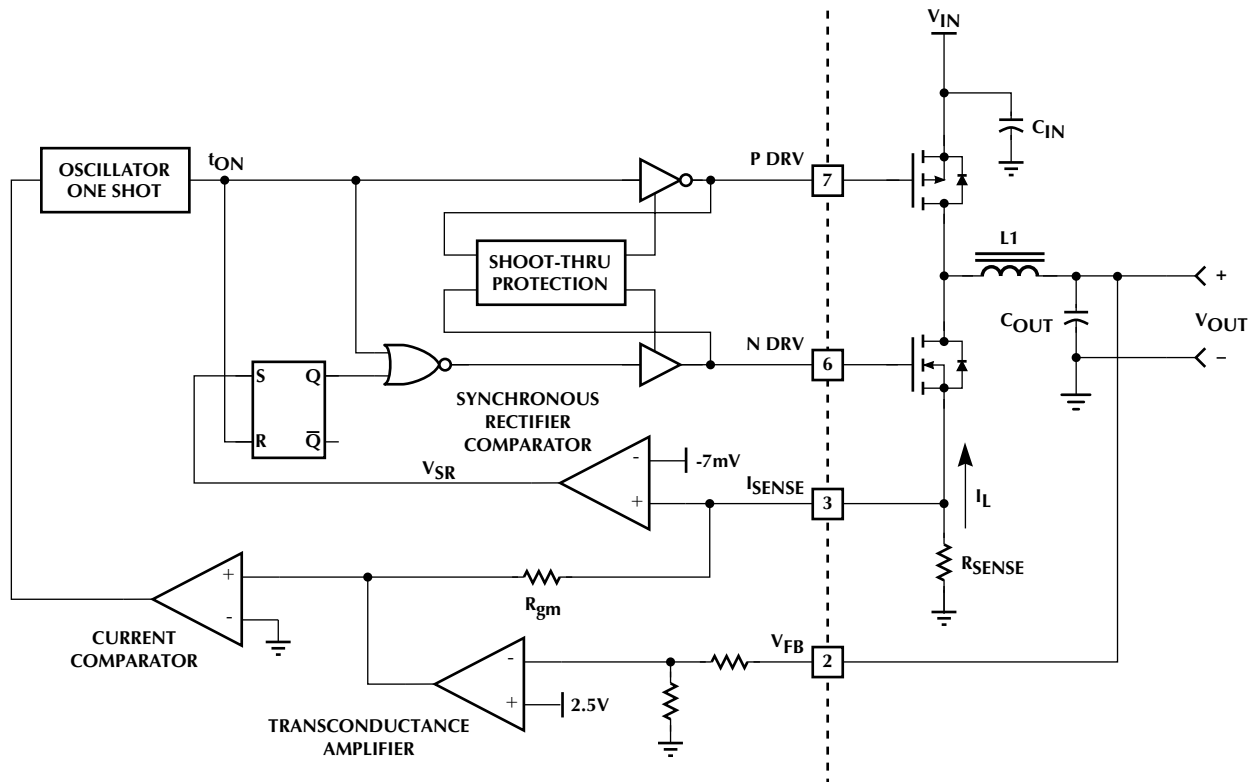 VIN
CIN
OSCILLATOR
ONE SHOT
tON
P DRV
7
L1
SHOOT-THRU
PROTECTION
+
COUT
VOUT
N DRV
6
–
S
Q
R
Q̅
SYNCHRONOUS
RECTIFIER
COMPARATOR
VSR
-
-7mV
+
ISENSE
3
IL
RSENSE
+
-
Rgm
CURRENT
COMPARATOR
VFB
2
-
+
2.5V
TRANSCONDUCTANCE
AMPLIFIER